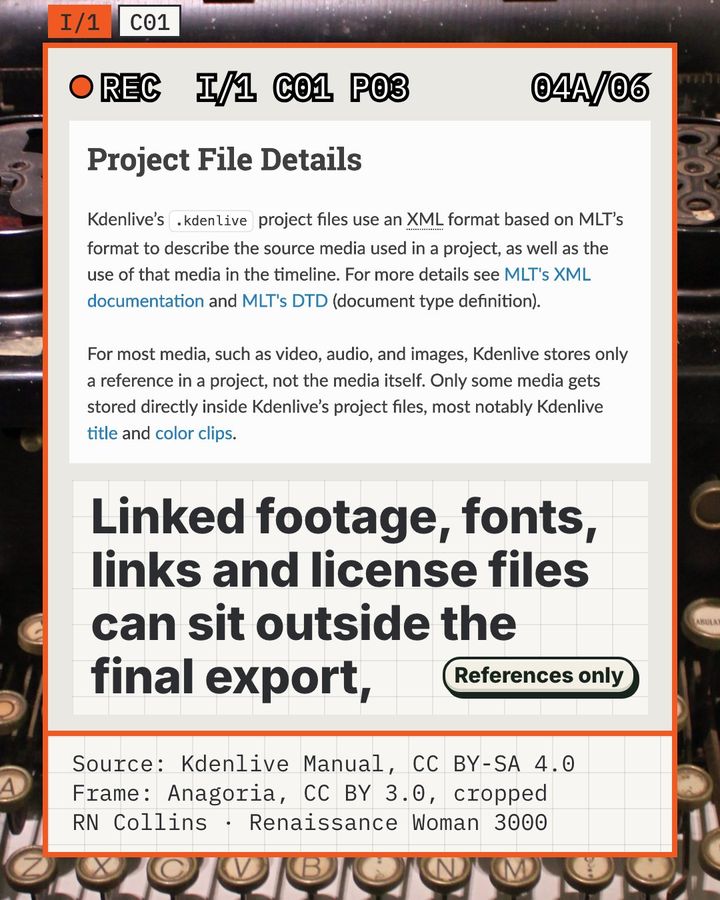 I/1 C01
REC I/1 C01 P03 04A/06
Project File Details
Kdenlive’s .kdenlive project files use an XML format based on MLT’s
format to describe the source media used in a project, as well as the
use of that media in the timeline. For more details see MLT's XML
documentation and MLT's DTD (document type definition).
For most media, such as video, audio, and images, Kdenlive stores only
a reference in a project, not the media itself. Only some media gets
stored directly inside Kdenlive’s project files, most notably Kdenlive
title and color clips.
Linked footage, fonts,
links and license files
can sit outside the
final export,
References only
Source: Kdenlive Manual, CC BY-SA 4.0
Frame: Anagoria, CC BY 3.0, cropped
RN Collins · Renaissance Woman 3000
A
Z X C V B N M